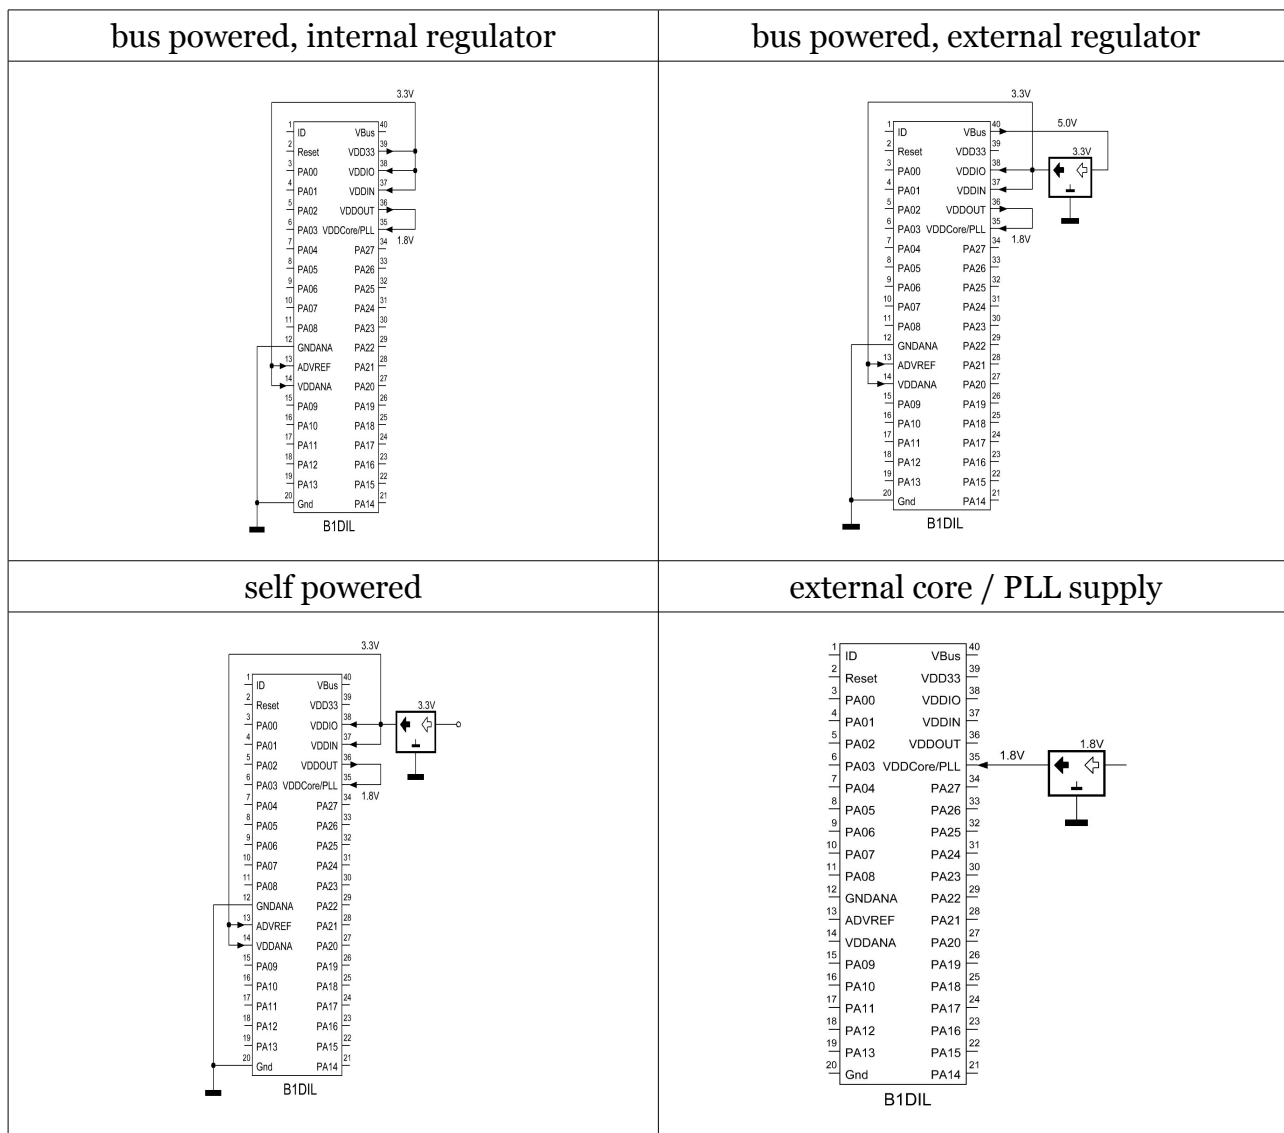 bus powered, internal regulator
bus powered, external regulator
3.3V
1 ID VBus 40
2 Reset VDD33 39
3 PA00 VDDIO 38
4 PA01 VDDIN 37
5 PA02 VDDOUT 36
6 PA03 VDDCore/PLL 35
1.8V
7 PA04 PA27 34
8 PA05 PA26 33
9 PA06 PA25 32
10 PA07 PA24 31
11 PA08 PA23 30
12 GNDANA PA22 29
13 ADVREF PA21 28
14 VDDANA PA20 27
15 PA09 PA19 26
16 PA10 PA18 25
17 PA11 PA17 24
18 PA12 PA16 23
19 PA13 PA15 22
20 Gnd PA14 21
B1DIL
3.3V
5.0V
3.3V
1 ID VBus 40
2 Reset VDD33 39
3 PA00 VDDIO 38
4 PA01 VDDIN 37
5 PA02 VDDOUT 36
6 PA03 VDDCore/PLL 35
1.8V
7 PA04 PA27 34
8 PA05 PA26 33
9 PA06 PA25 32
10 PA07 PA24 31
11 PA08 PA23 30
12 GNDANA PA22 29
13 ADVREF PA21 28
14 VDDANA PA20 27
15 PA09 PA19 26
16 PA10 PA18 25
17 PA11 PA17 24
18 PA12 PA16 23
19 PA13 PA15 22
20 Gnd PA14 21
B1DIL
self powered
external core / PLL supply
3.3V
3.3V
1 ID VBus 40
2 Reset VDD33 39
3 PA00 VDDIO 38
4 PA01 VDDIN 37
5 PA02 VDDOUT 36
6 PA03 VDDCore/PLL 35
1.8V
7 PA04 PA27 34
8 PA05 PA26 33
9 PA06 PA25 32
10 PA07 PA24 31
11 PA08 PA23 30
12 GNDANA PA22 29
13 ADVREF PA21 28
14 VDDANA PA20 27
15 PA09 PA19 26
16 PA10 PA18 25
17 PA11 PA17 24
18 PA12 PA16 23
19 PA13 PA15 22
20 Gnd PA14 21
B1DIL
1 ID VBus 40
2 Reset VDD33 39
3 PA00 VDDIO 38
4 PA01 VDDIN 37
5 PA02 VDDOUT 36
6 PA03 VDDCore/PLL 35
1.8V
1.8V
7 PA04 PA27 34
8 PA05 PA26 33
9 PA06 PA25 32
10 PA07 PA24 31
11 PA08 PA23 30
12 GNDANA PA22 29
13 ADVREF PA21 28
14 VDDANA PA20 27
15 PA09 PA19 26
16 PA10 PA18 25
17 PA11 PA17 24
18 PA12 PA16 23
19 PA13 PA15 22
20 Gnd PA14 21
B1DIL